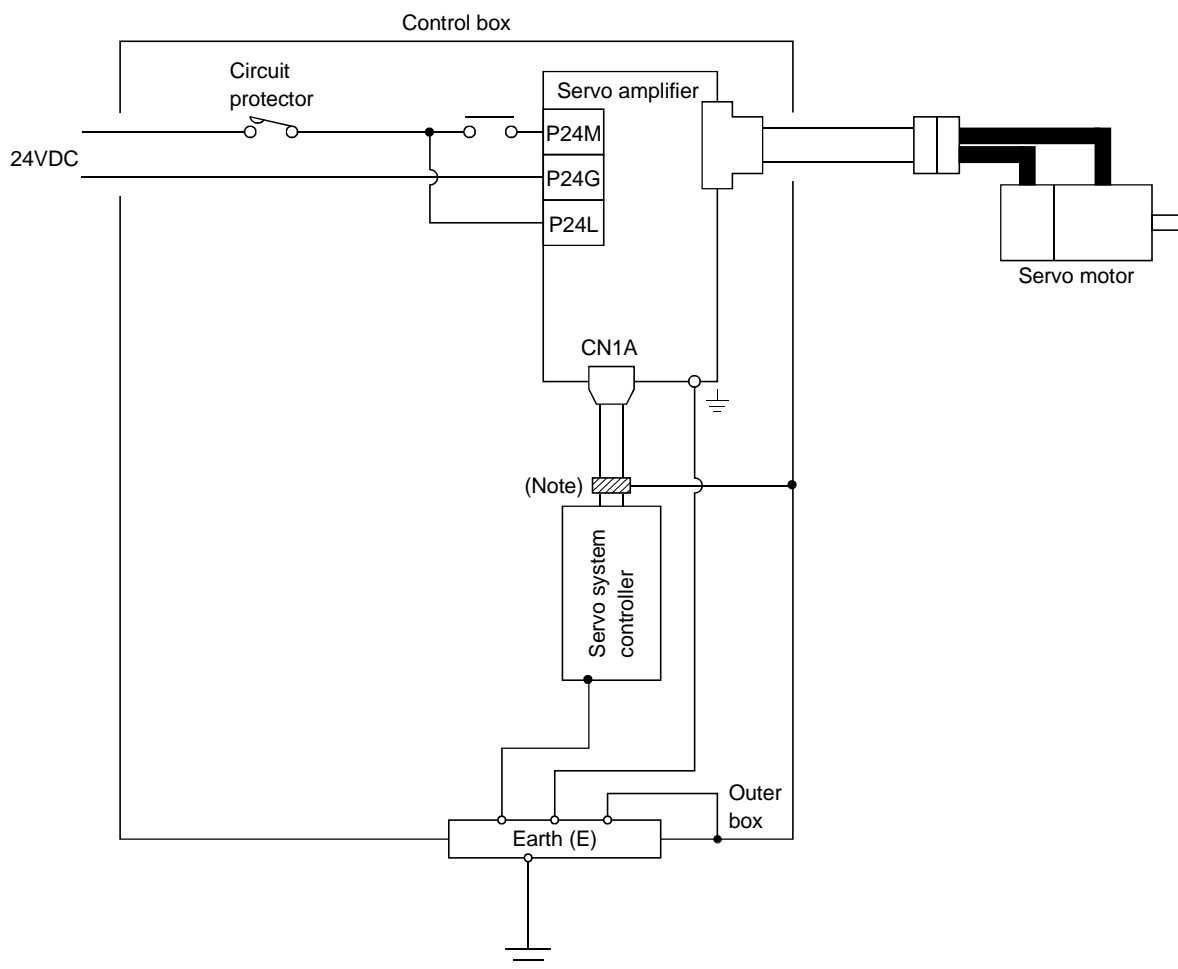 Control box
Circuit
protector
Servo amplifier
24VDC
P24M
P24G
P24L
Servo motor
CN1A
(Note)
Servo system
controller
Outer
box
Earth (E)